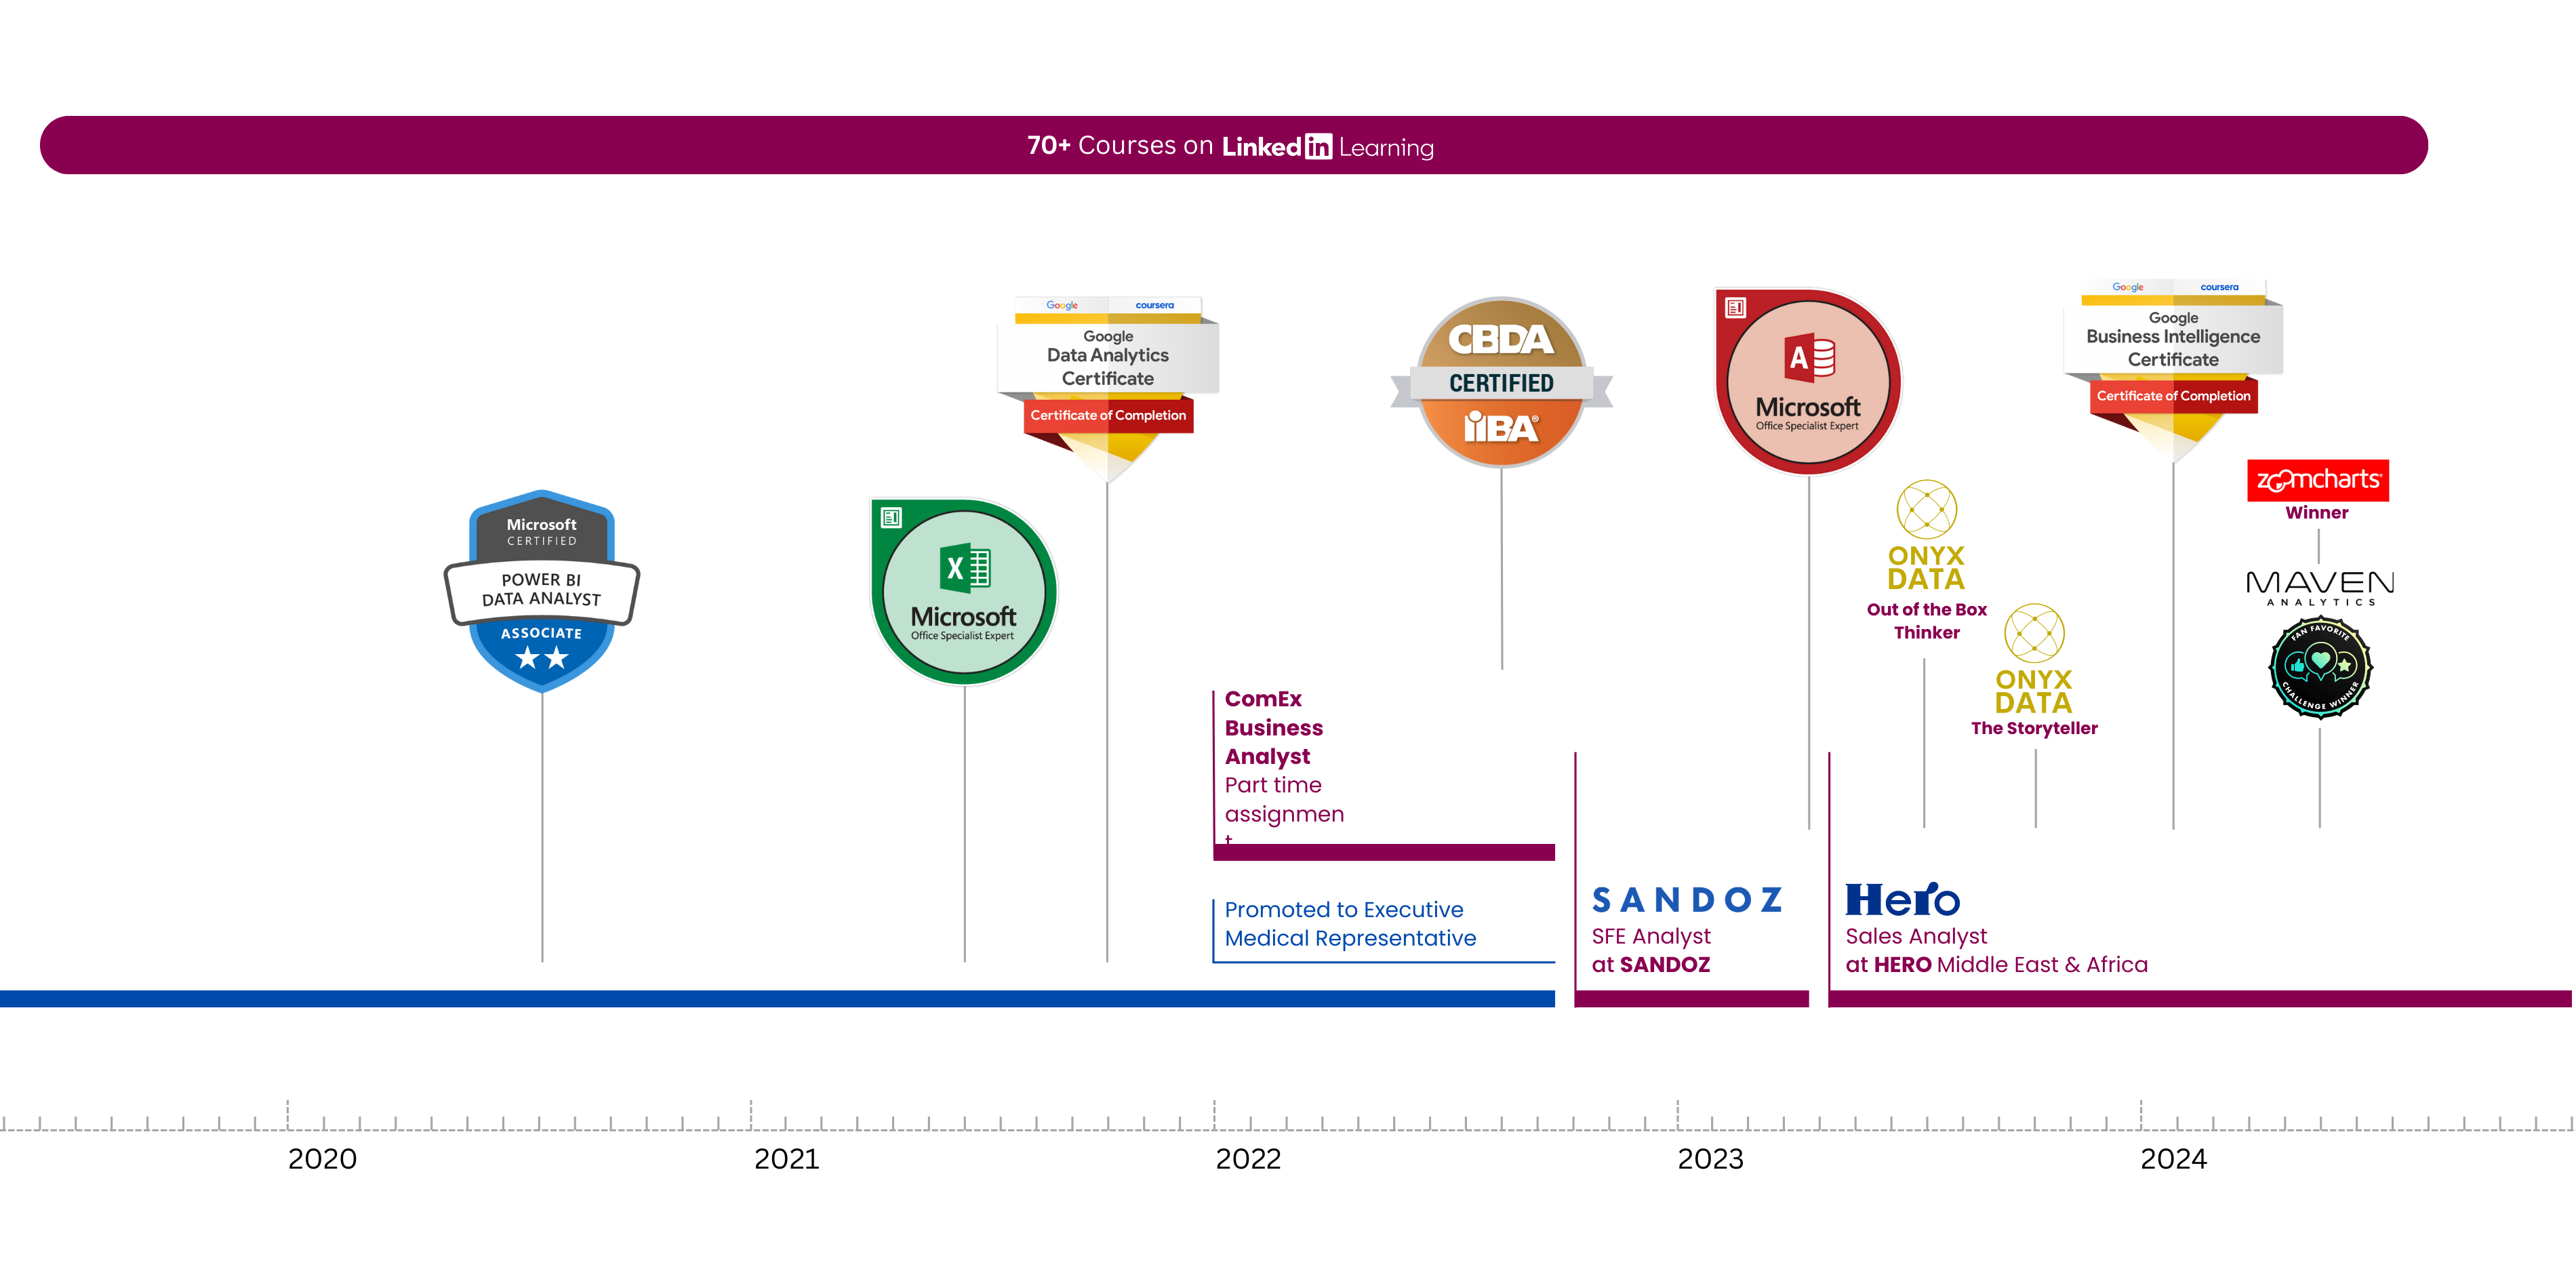 70+ Courses on Linked in Learning
Google coursera
Google
Data Analytics
Certificate
Certificate of Completion
CBDA
CERTIFIED
iiBA®
A
Microsoft
Office Specialist Expert
Google coursera
Google
Business Intelligence
Certificate
Certificate of Completion
Microsoft
CERTIFIED
POWER BI
DATA ANALYST
ASSOCIATE
X
Microsoft
Office Specialist Expert
ONYX
DATA
Out of the Box
Thinker
ONYX
DATA
The Storyteller
zoomcharts
Winner
MAVEN
ANALYTICS
FAN FAVORITE
CHALLENGE WINNER
ComEx
Business
Analyst
Part time
assignmen
t
Promoted to Executive
Medical Representative
SANDOZ
SFE Analyst
at SANDOZ
Hero
Sales Analyst
at HERO Middle East & Africa
2020
2021
2022
2023
2024